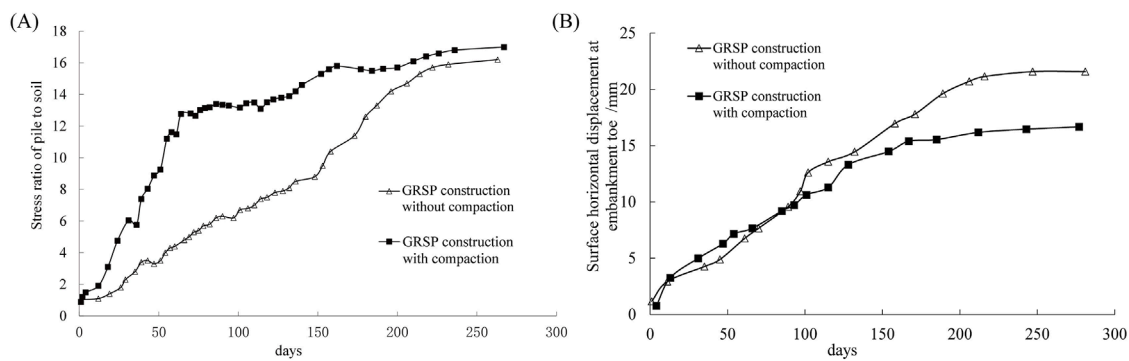 (A)
18
16
14
12
10
8
6
4
2
0
Stress ratio of pile to soil
GRSP construction
without compaction
GRSP construction
with compaction
0 50 100 150 200 250 300
days
(B)
25
20
15
10
5
0
Surface horizontal displacement at
embankment toe /mm
GRSP construction
without compaction
GRSP construction
with compaction
0 50 100 150 200 250 300
days